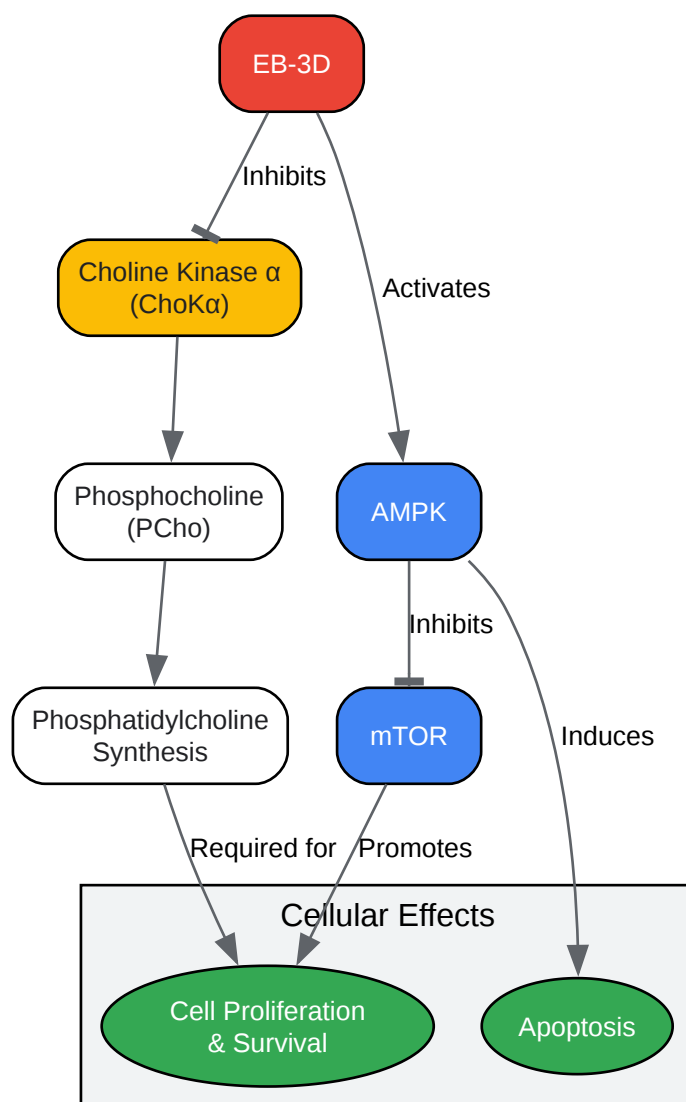 EB-3D
Inhibits
Choline Kinase α
(ChoKα)
Activates
Phosphocholine
(PCho)
AMPK
Inhibits
Phosphatidylcholine
Synthesis
mTOR
Induces
Required for
Promotes
Cellular Effects
Cell Proliferation
& Survival
Apoptosis